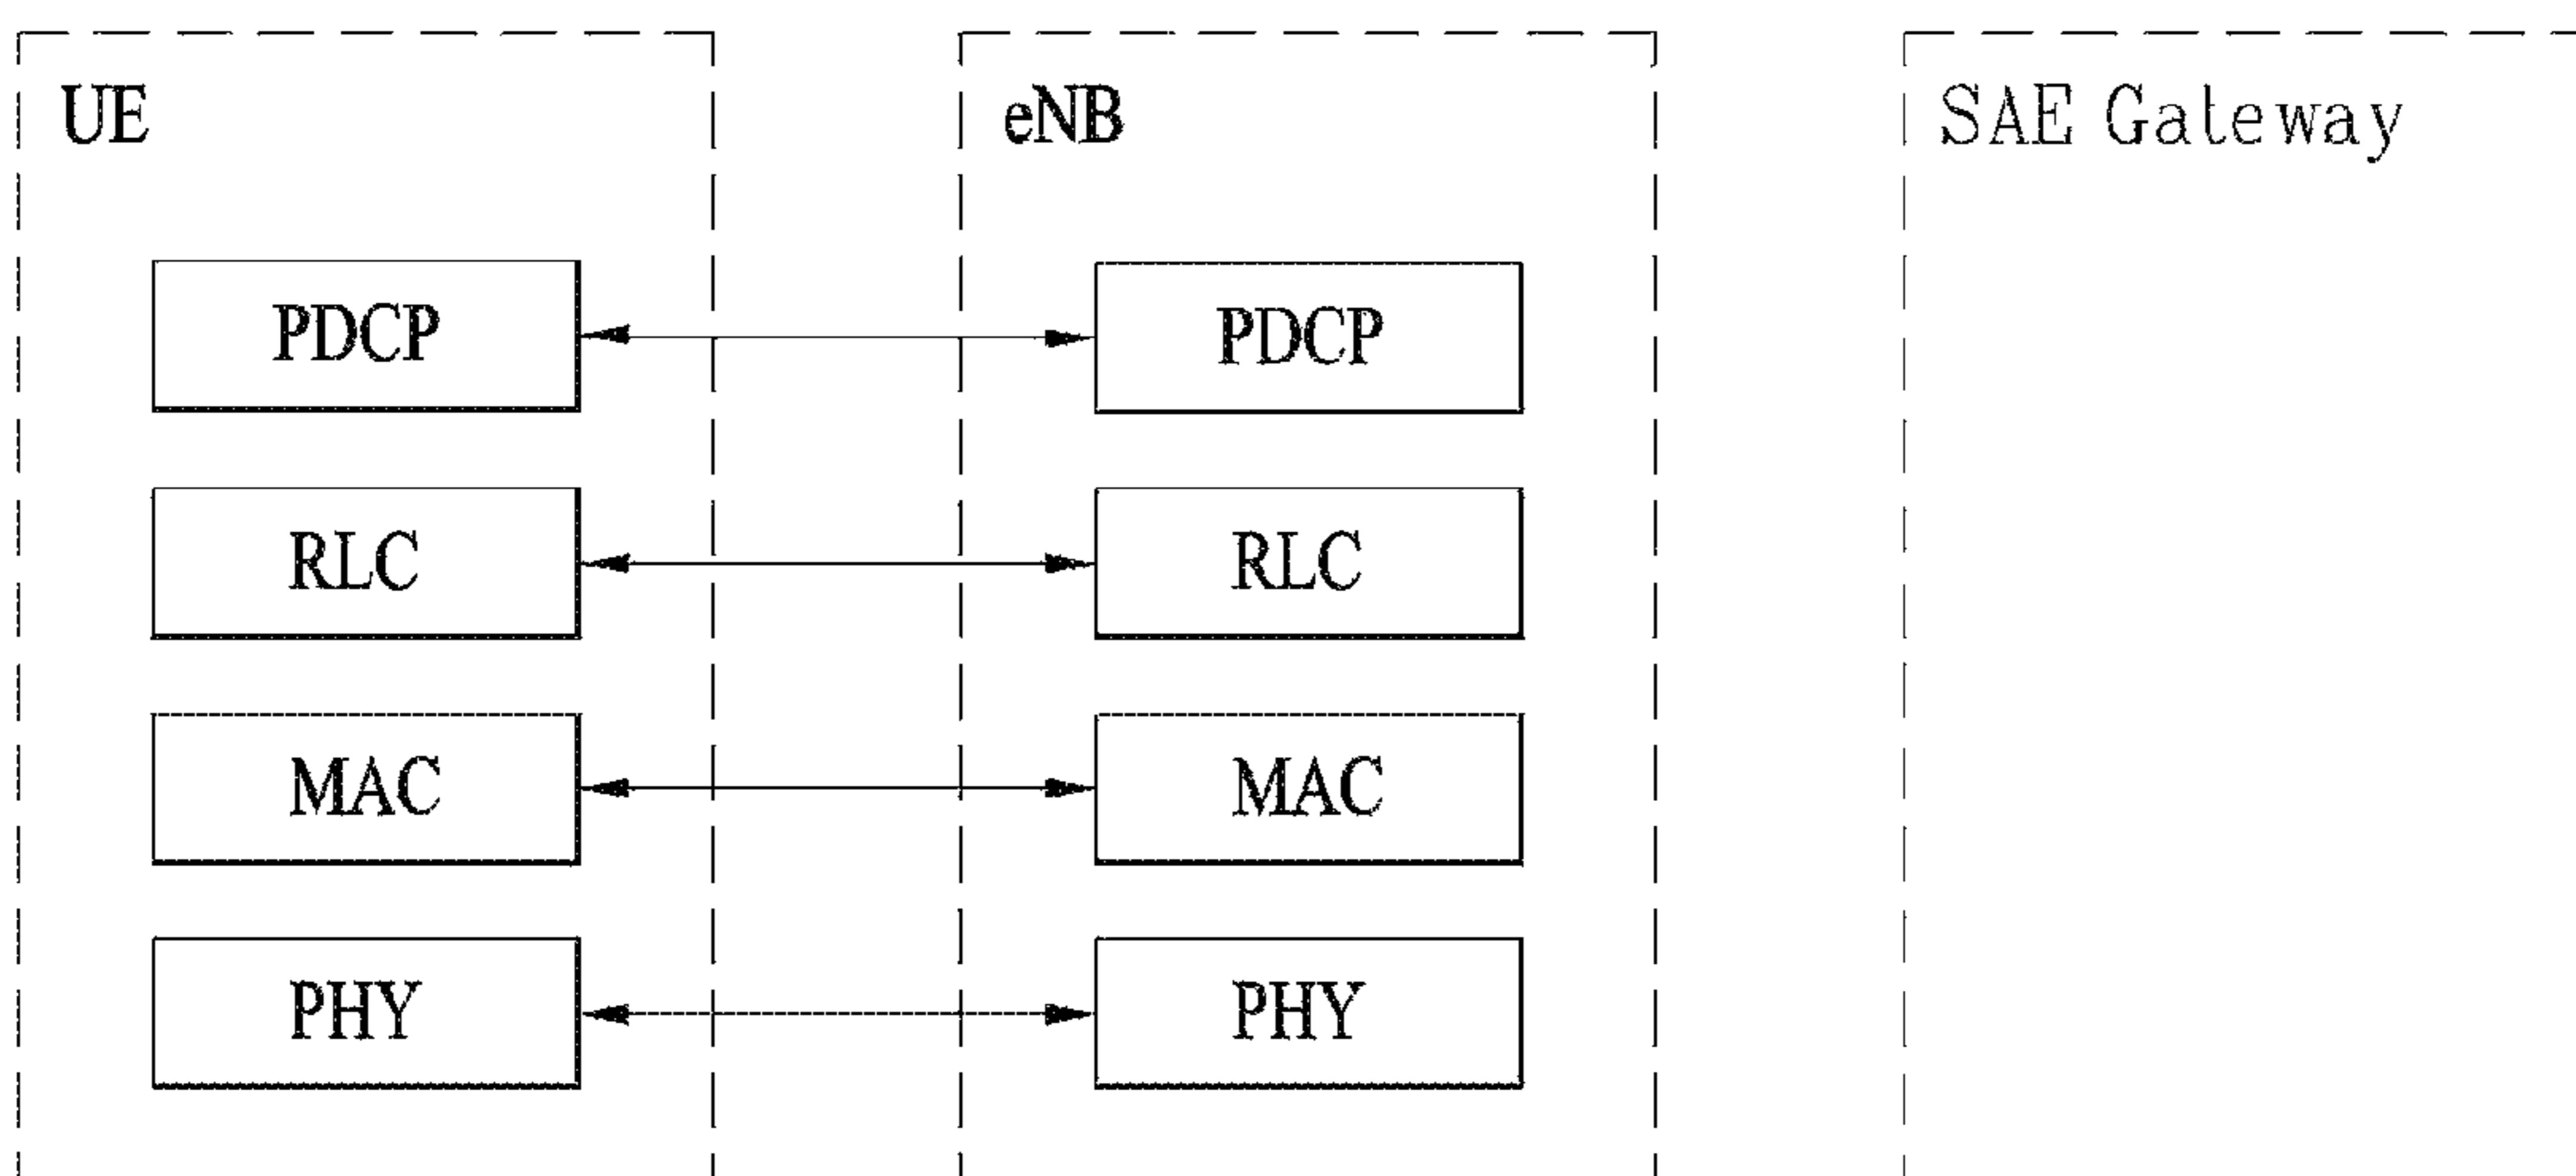 UE
eNB
SAE Gateway
PDCP
PDCP
RLC
RLC
MAC
MAC
PHY
PHY